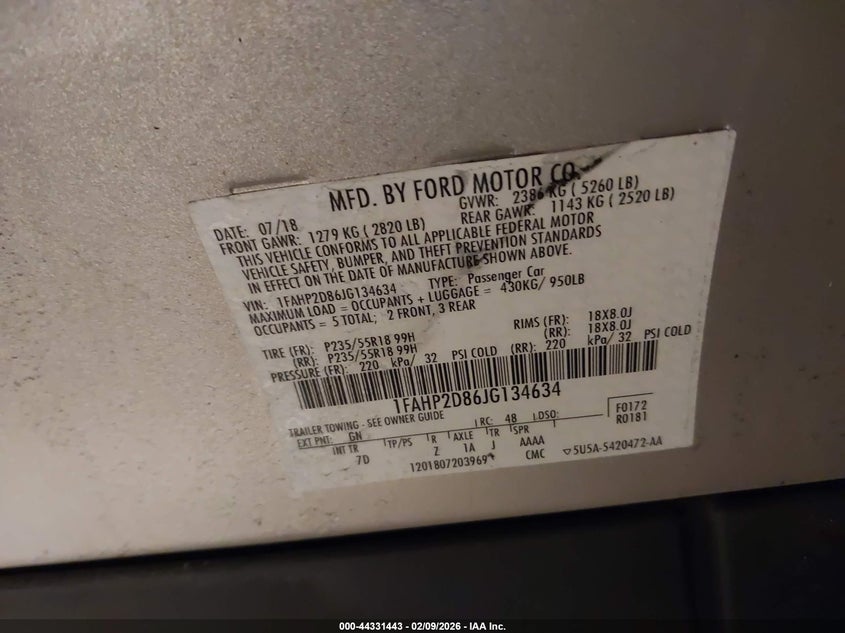 MFD. BY FORD MOTOR CO.
DATE: 07/18 GVWR: 2386 KG ( 5260 LB)
FRONT GAWR: 1279 KG ( 2820 LB) REAR GAWR: 1143 KG ( 2520 LB)
THIS VEHICLE CONFORMS TO ALL APPLICABLE FEDERAL MOTOR
VEHICLE SAFETY, BUMPER, AND THEFT PREVENTION STANDARDS
IN EFFECT ON THE DATE OF MANUFACTURE SHOWN ABOVE.
VIN: 1FAHP2D86JG134634 TYPE: Passenger Car
MAXIMUM LOAD = OCCUPANTS + LUGGAGE = 430KG/ 950LB
OCCUPANTS = 5 TOTAL; 2 FRONT, 3 REAR
TIRE (FR): P235/55R18 99H RIMS (FR): 18X8.0J
(RR): P235/55R18 99H (RR): 18X8.0J
PRESSURE (FR): 220 kPa/ 32 PSI COLD (RR): 220 kPa/ 32 PSI COLD
1FAHP2D86JG134634
TRAILER TOWING - SEE OWNER GUIDE
EXT PNT: GN RC: 48 DSO: F0172
R0181
INT TR TP/PS R AXLE TR SPR
7D Z 1A J AAAA
1201807203969 CMC ▽5U5A-5420472-AA
000-44331443 - 02/09/2026 - IAA Inc.